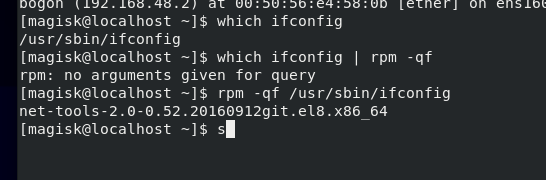 bogon (192.168.48.2) at 00:50:56:e4:58:0b [ether] on ens160
[magisk@localhost ~]$ which ifconfig
/usr/sbin/ifconfig
[magisk@localhost ~]$ which ifconfig | rpm -qf
rpm: no arguments given for query
[magisk@localhost ~]$ rpm -qf /usr/sbin/ifconfig
net-tools-2.0-0.52.20160912git.el8.x86_64
[magisk@localhost ~]$ s